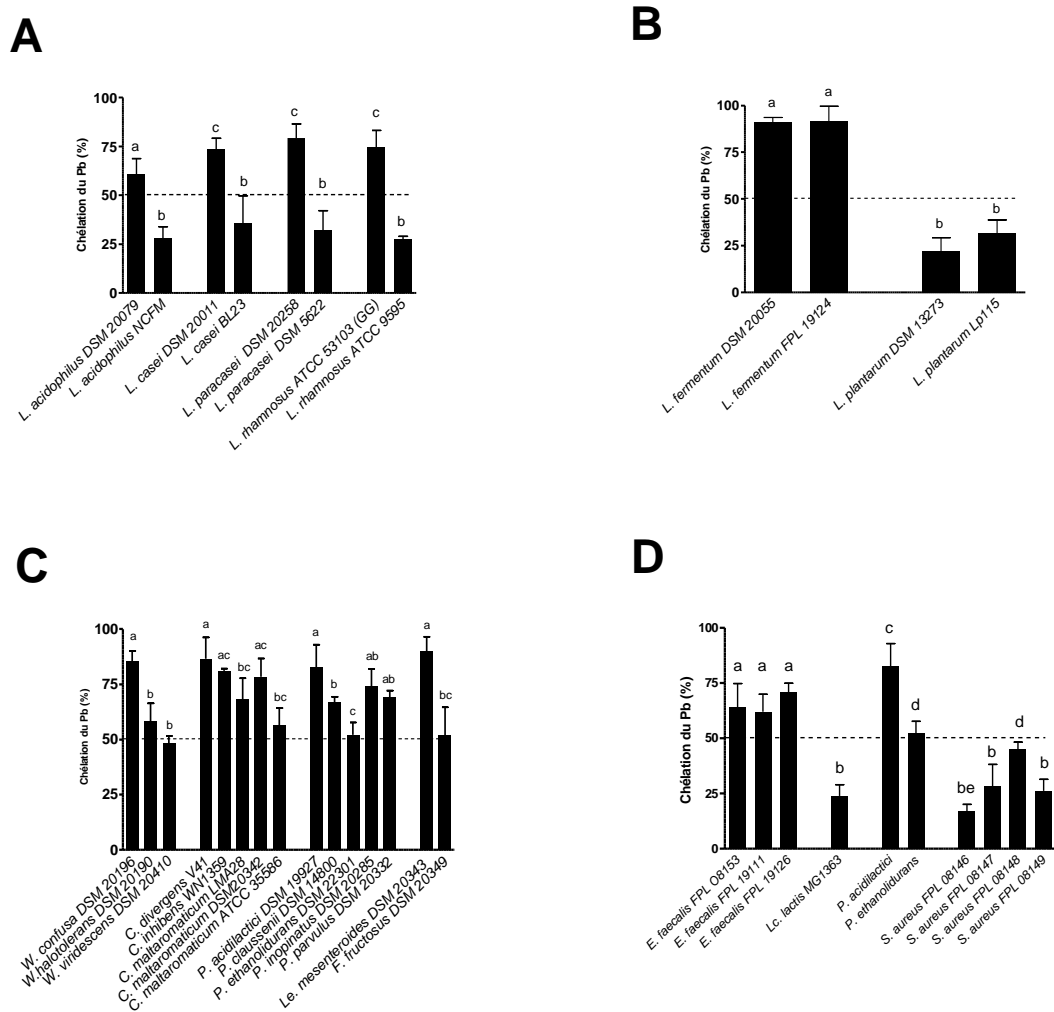 A
Chélation du Pb (%)
100
75
50
25
0
a
b
c
b
c
b
c
b
L. acidophilus DSM 20079
L. acidophilus NCFM
L. casei DSM 20011
L. casei BL23
L. paracasei DSM 20258
L. paracasei DSM 5622
L. rhamnosus ATCC 53103 (GG)
L. rhamnosus ATCC 9595
B
Chélation du Pb (%)
100
75
50
25
0
a
a
b
b
L. fermentum DSM 20055
L. fermentum FPL 19124
L. plantarum DSM 13273
L. plantarum Lp115
C
Chélation du Pb (%)
100
75
50
25
0
a
b
b
a
ac
bc
ac
bc
a
b
c
ab
ab
a
bc
W. confusa DSM 20196
W.halotolerans DSM 20190
W. viridescens DSM 20410
C. divergens V41
C. inhibens WN1359
C. maltaromaticum LMA28
C. maltaromaticum DSM20342
C. maltaromaticum ATCC 35586
P. acidilactici DSM 19927
P. claussenii DSM 14800
P. ethanolidurans DSM 22301
P. inopinatus DSM 20285
P. parvulus DSM 20332
Le. mesenteroides DSM 20343
F. fructosus DSM 20349
D
Chélation du Pb (%)
100
75
50
25
0
a
a
a
b
c
d
be
b
d
b
E. faecalis FPL O8153
E. faecalis FPL 19111
E. faecalis FPL 19126
Lc. lactis MG1363
P. acidilactici
P. ethanolidurans
S. aureus FPL 08146
S. aureus FPL 08147
S. aureus FPL 08148
S. aureus FPL 08149